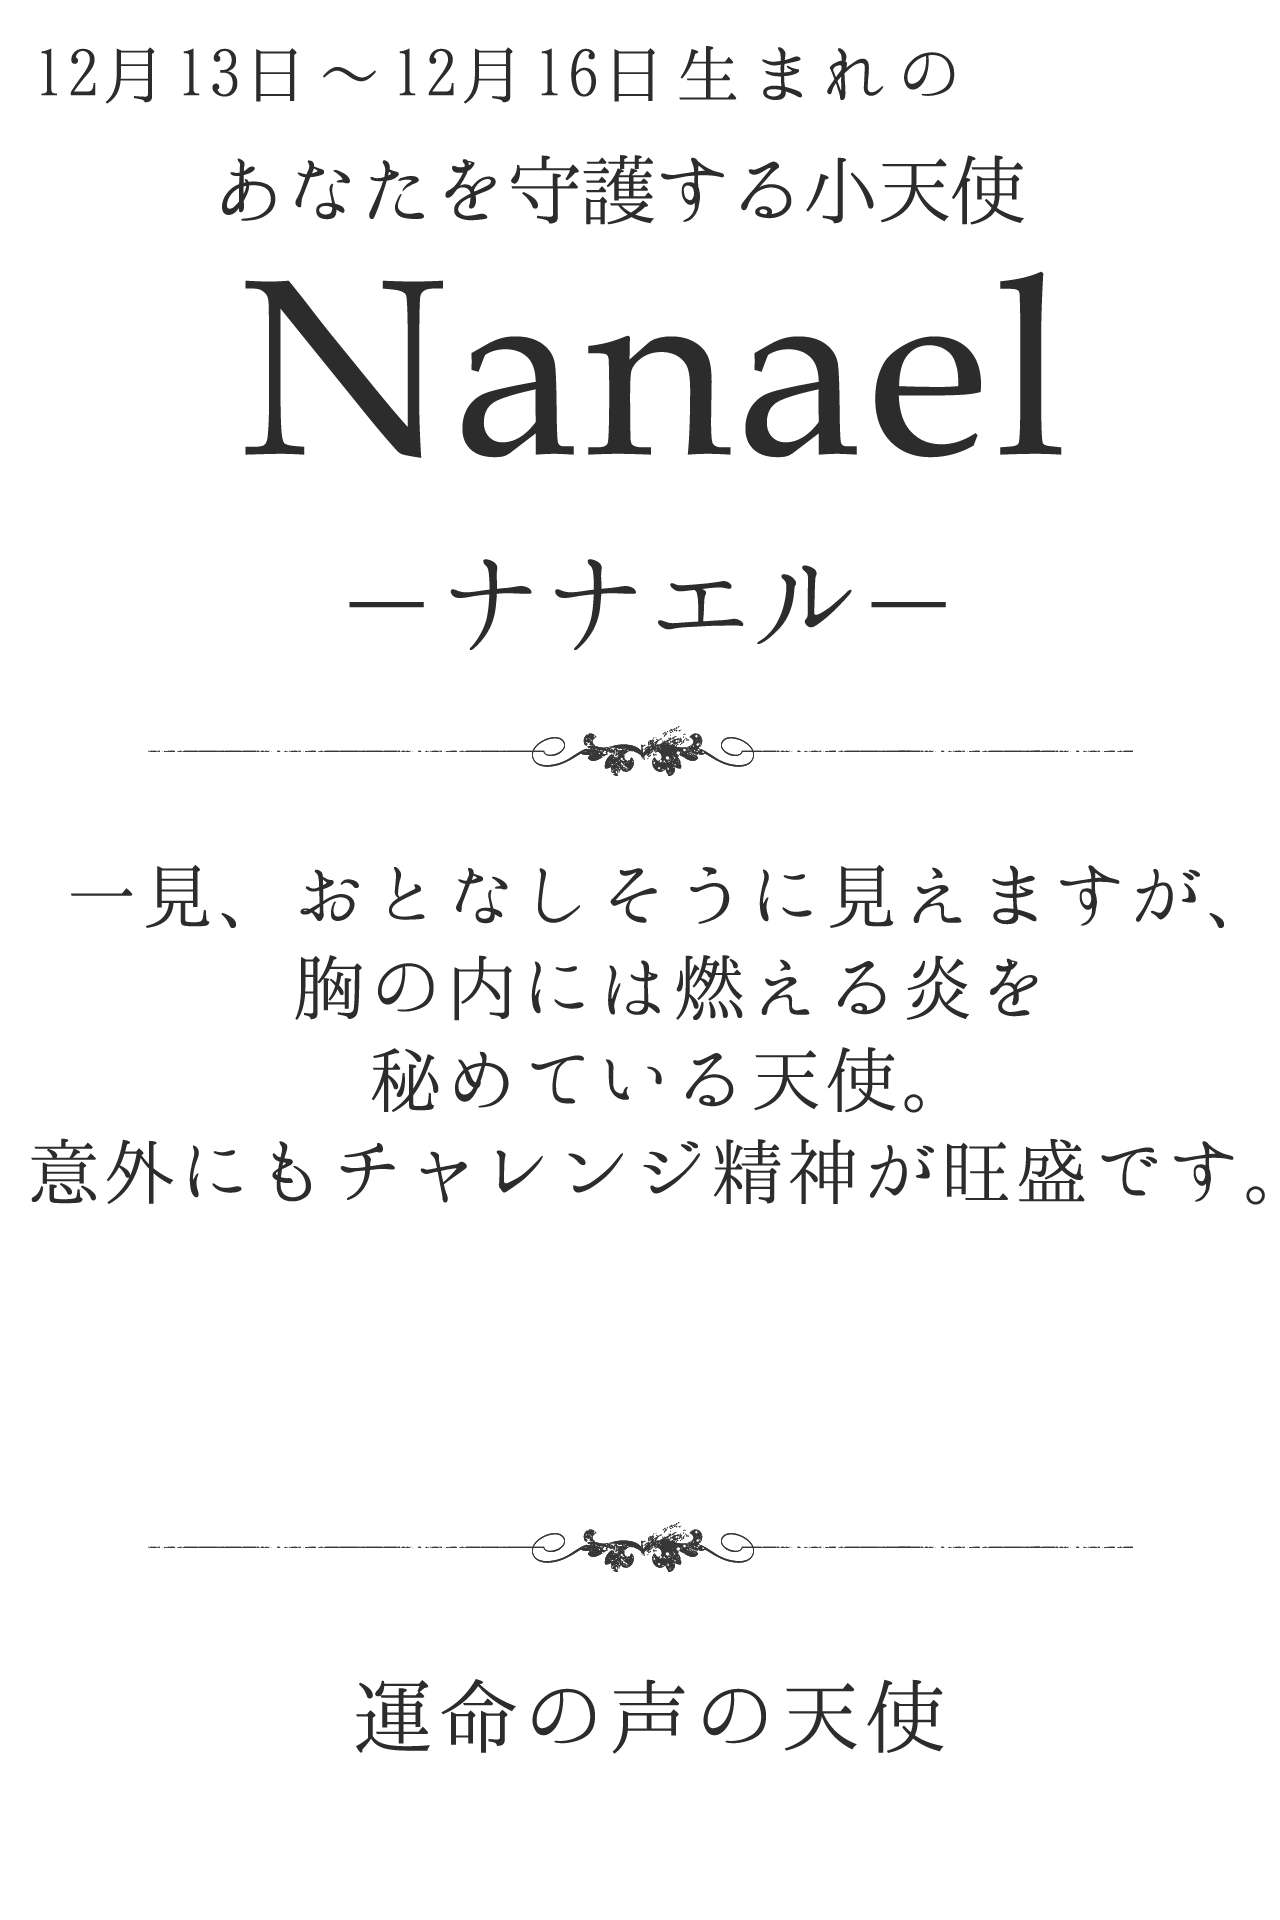 12月13日～12月16日生まれの
あなたを守護する小天使
Nanael
―ナナエル―
一見、おとなしそうに見えますが、
胸の内には燃える炎を
秘めている天使。
意外にもチャレンジ精神が旺盛です。
運命の声の天使